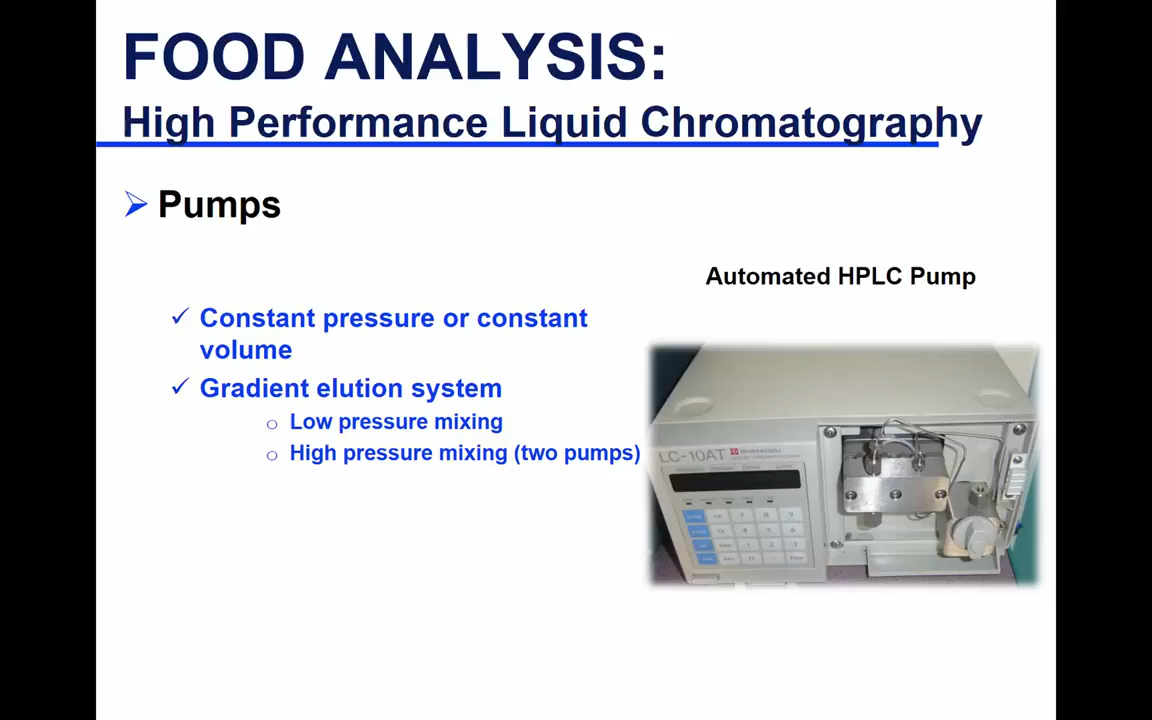 FOOD ANALYSIS:
High Performance Liquid Chromatography
Pumps
Automated HPLC Pump
Constant pressure or constant
volume
Gradient elution system
Low pressure mixing
High pressure mixing (two pumps)
LC-10AT SHIMADZU